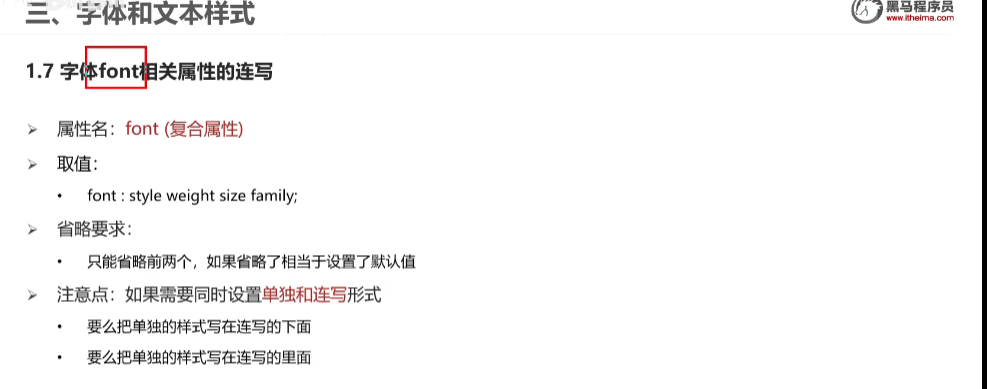 三、字体和文本样式
黑马程序员
www.itheima.com
1.7 字体font相关属性的连写
属性名：font (复合属性)
取值：
font : style weight size family;
省略要求：
只能省略前两个，如果省略了相当于设置了默认值
注意点：如果需要同时设置单独和连写形式
要么把单独的样式写在连写的下面
要么把单独的样式写在连写的里面